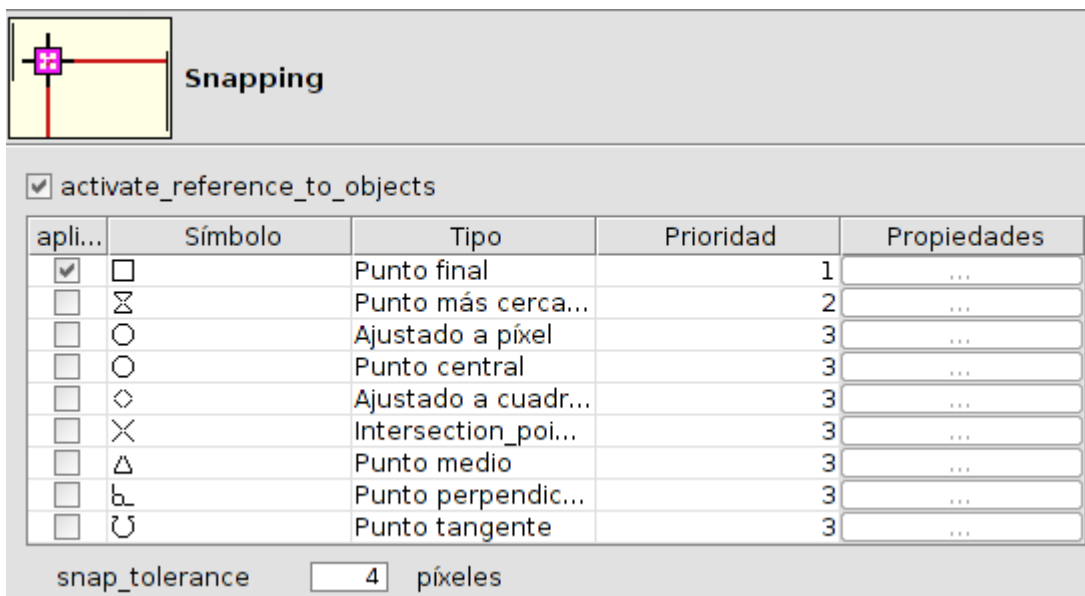 Snapping
activate_reference_to_objects
apli... Símbolo Tipo Prioridad Propiedades
Punto final 1 ...
Punto más cerca... 2 ...
Ajustado a píxel 3 ...
Punto central 3 ...
Ajustado a cuadr... 3 ...
Intersection_poi... 3 ...
Punto medio 3 ...
Punto perpendic... 3 ...
Punto tangente 3 ...
snap_tolerance 4 píxeles